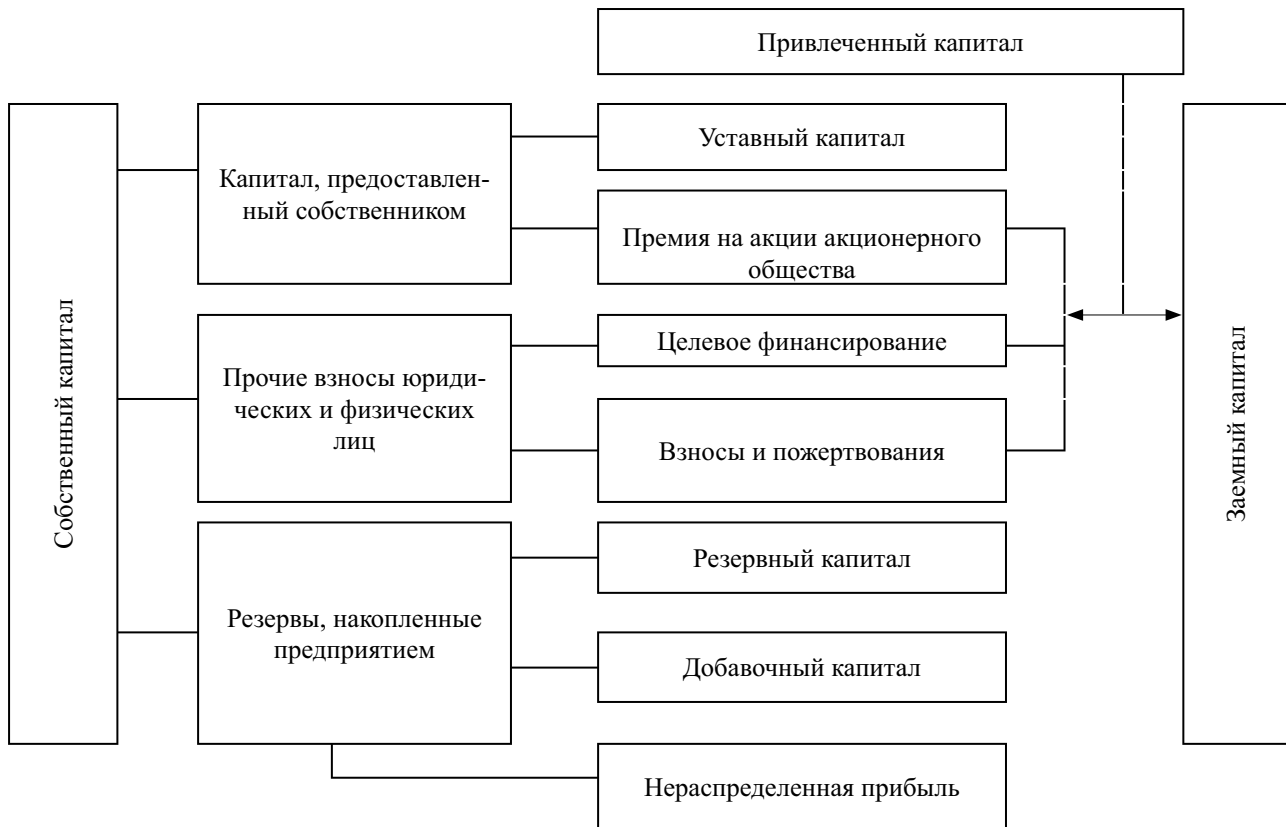 Привлеченный капитал
Собственный капитал
Капитал, предоставлен-
ный собственником
Уставный капитал
Премия на акции акционерного
общества
Прочие взносы юриди-
ческих и физических
лиц
Целевое финансирование
Взносы и пожертвования
Резервы, накопленные
предприятием
Резервный капитал
Добавочный капитал
Нераспределенная прибыль
Заемный капитал